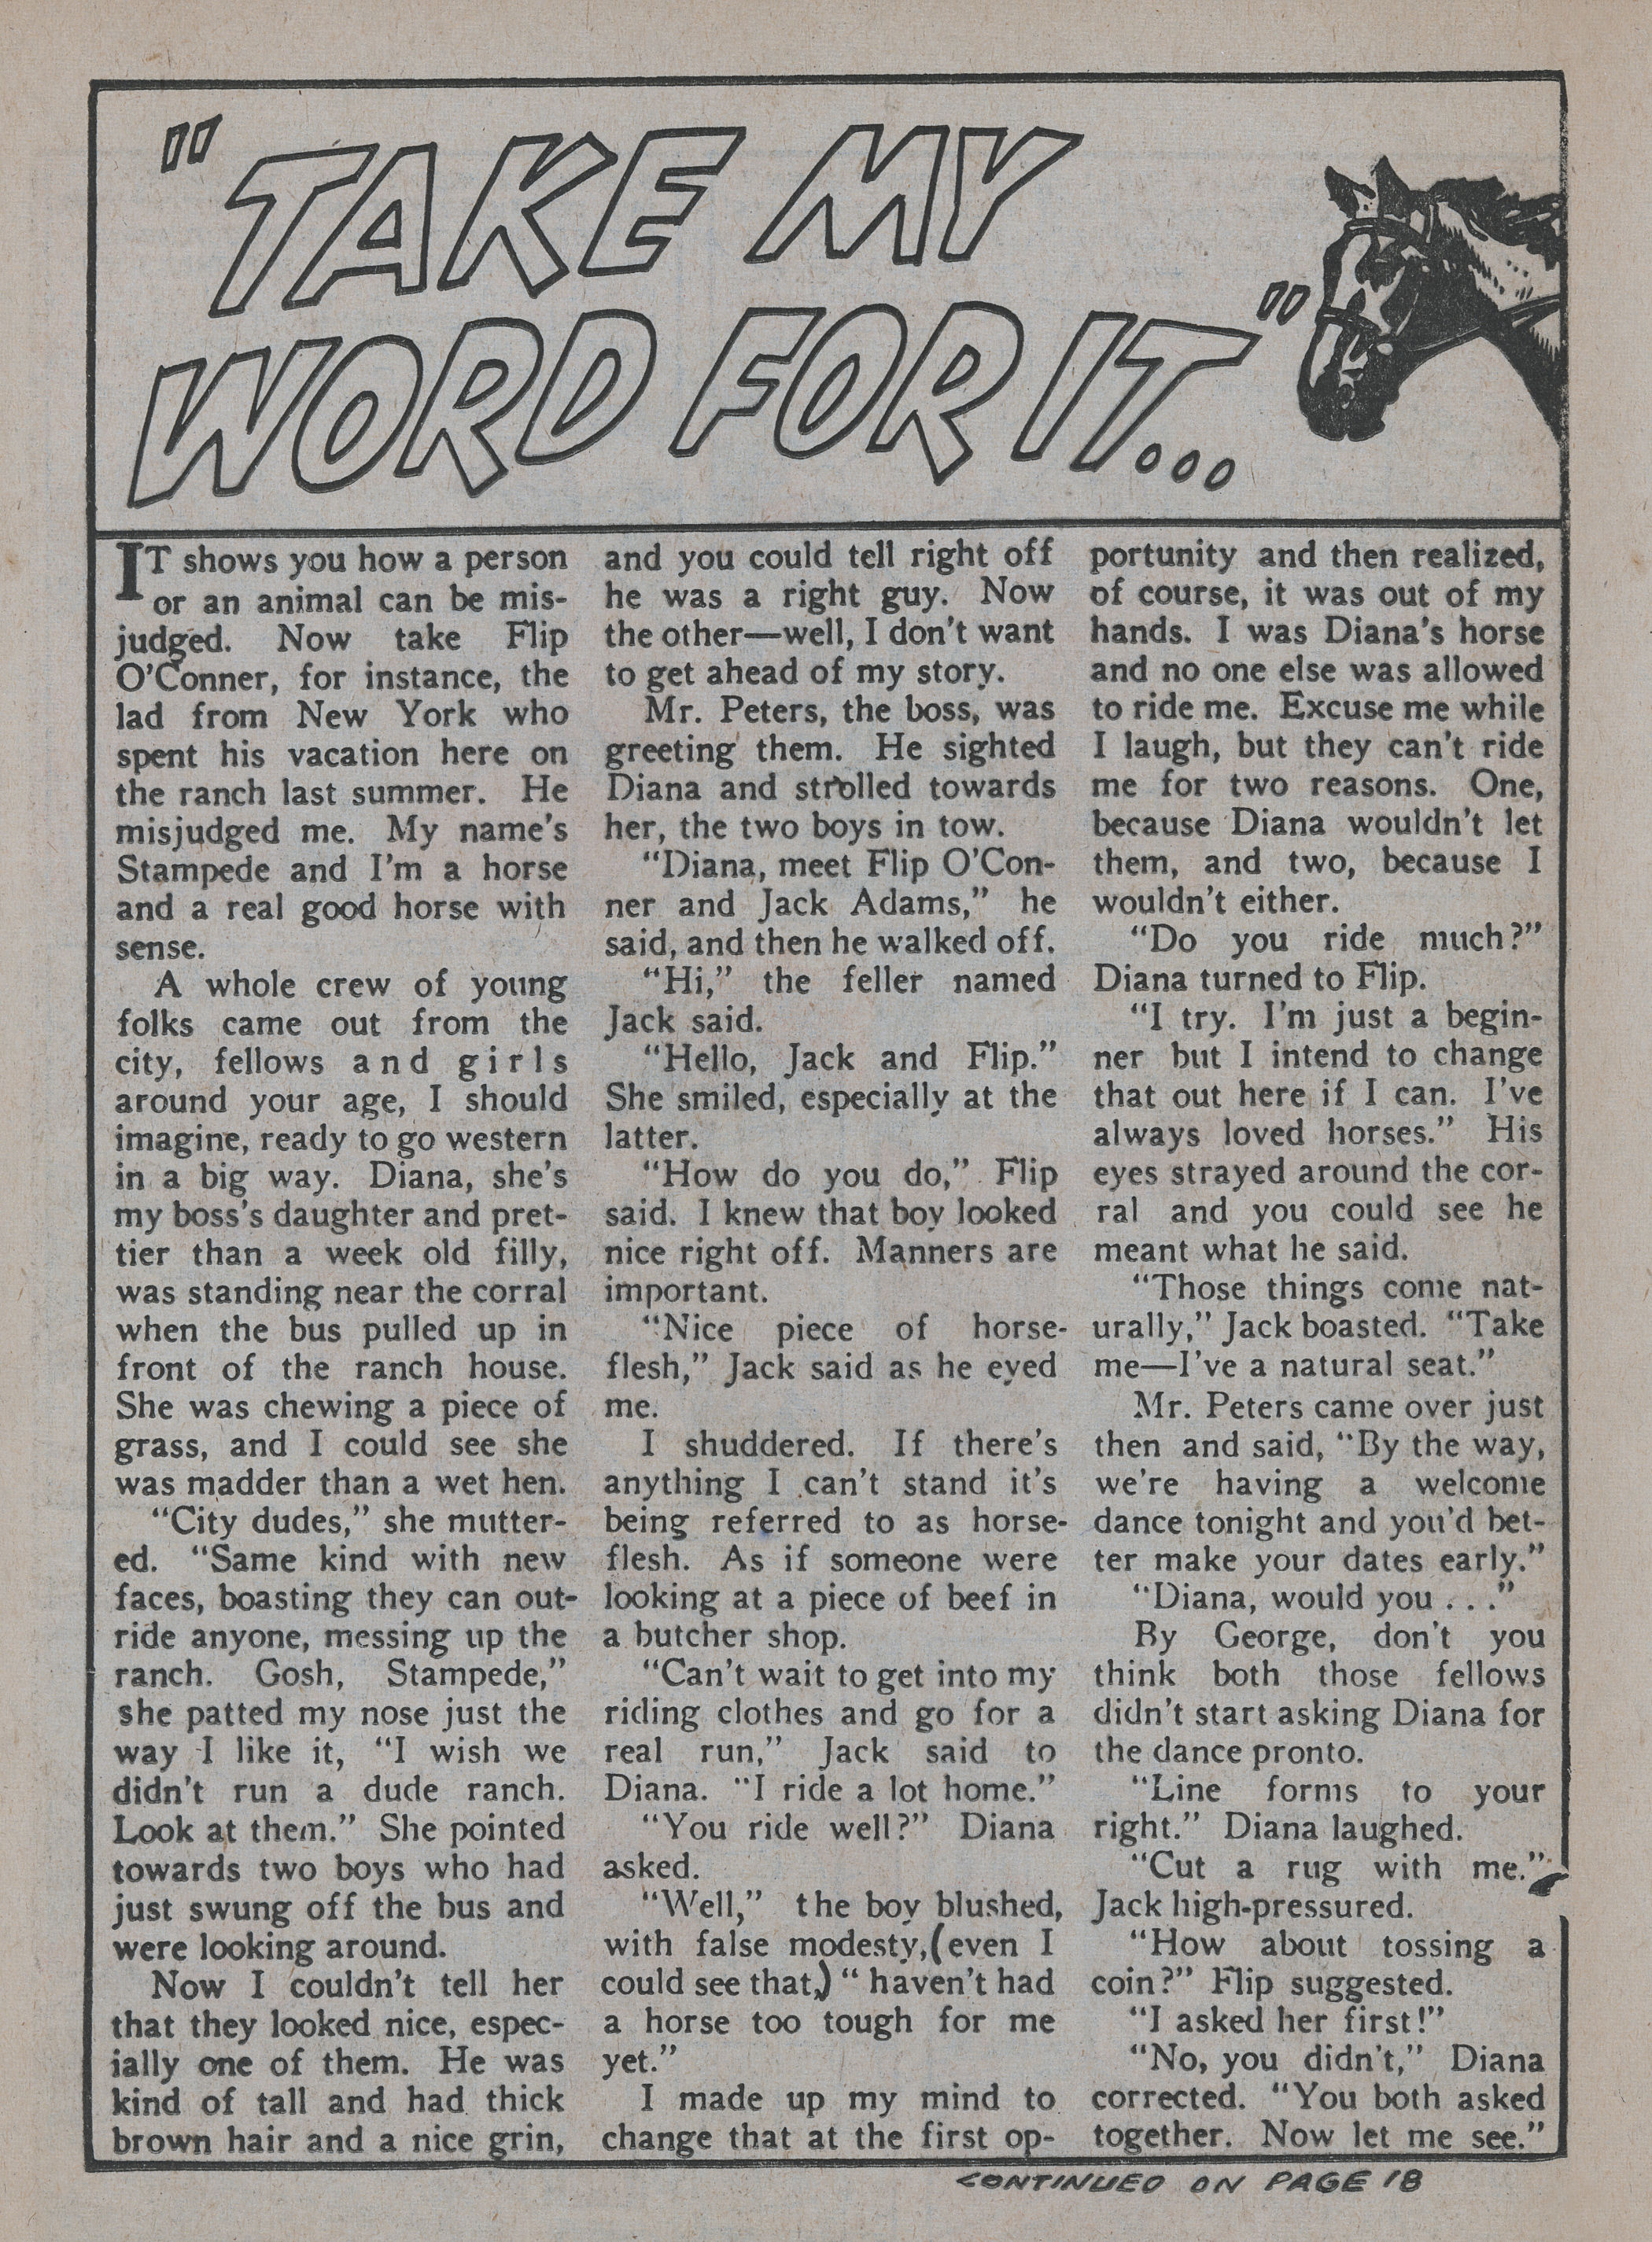 "TAKE MY
WORD FOR IT..."
IT shows you how a person
or an animal can be mis-
judged. Now take Flip
O'Conner, for instance, the
lad from New York who
spent his vacation here on
the ranch last summer. He
misjudged me. My name's
Stampede and I'm a horse
and a real good horse with
sense.
A whole crew of young
folks came out from the
city, fellows and girls
around your age, I should
imagine, ready to go western
in a big way. Diana, she's
my boss's daughter and pret-
tier than a week old filly,
was standing near the corral
when the bus pulled up in
front of the ranch house.
She was chewing a piece of
grass, and I could see she
was madder than a wet hen.
"City dudes," she mutter-
ed. "Same kind with new
faces, boasting they can out-
ride anyone, messing up the
ranch. Gosh, Stampede,"
she patted my nose just the
way I like it, "I wish we
didn't run a dude ranch.
Look at them." She pointed
towards two boys who had
just swung off the bus and
were looking around.
Now I couldn't tell her
that they looked nice, espec-
ially one of them. He was
kind of tall and had thick
brown hair and a nice grin,
and you could tell right off
he was a right guy. Now
the other—well, I don't want
to get ahead of my story.
Mr. Peters, the boss, was
greeting them. He sighted
Diana and strolled towards
her, the two boys in tow.
"Diana, meet Flip O'Con-
ner and Jack Adams," he
said, and then he walked off.
"Hi," the feller named
Jack said.
"Hello, Jack and Flip."
She smiled, especially at the
latter.
"How do you do," Flip
said. I knew that boy looked
nice right off. Manners are
important.
"Nice piece of horse-
flesh," Jack said as he eyed
me.
I shuddered. If there's
anything I can't stand it's
being referred to as horse-
flesh. As if someone were
looking at a piece of beef in
a butcher shop.
"Can't wait to get into my
riding clothes and go for a
real run," Jack said to
Diana. "I ride a lot home."
"You ride well?" Diana
asked.
"Well," the boy blushed,
with false modesty,(even I
could see that,) " haven't had
a horse too tough for me
yet."
I made up my mind to
change that at the first op-
portunity and then realized,
of course, it was out of my
hands. I was Diana's horse
and no one else was allowed
to ride me. Excuse me while
I laugh, but they can't ride
me for two reasons. One,
because Diana wouldn't let
them, and two, because I
wouldn't either.
"Do you ride much?"
Diana turned to Flip.
"I try. I'm just a begin-
ner but I intend to change
that out here if I can. I've
always loved horses." His
eyes strayed around the cor-
ral and you could see he
meant what he said.
"Those things come nat-
urally," Jack boasted. "Take
me—I've a natural seat."
Mr. Peters came over just
then and said, "By the way,
we're having a welcome
dance tonight and you'd bet-
ter make your dates early."
"Diana, would you . . ."
By George, don't you
think both those fellows
didn't start asking Diana for
the dance pronto.
"Line forms to your
right." Diana laughed.
"Cut a rug with me."
Jack high-pressured.
"How about tossing a
coin?" Flip suggested.
"I asked her first!"
"No, you didn't," Diana
corrected. "You both asked
together. Now let me see."
CONTINUED ON PAGE 18